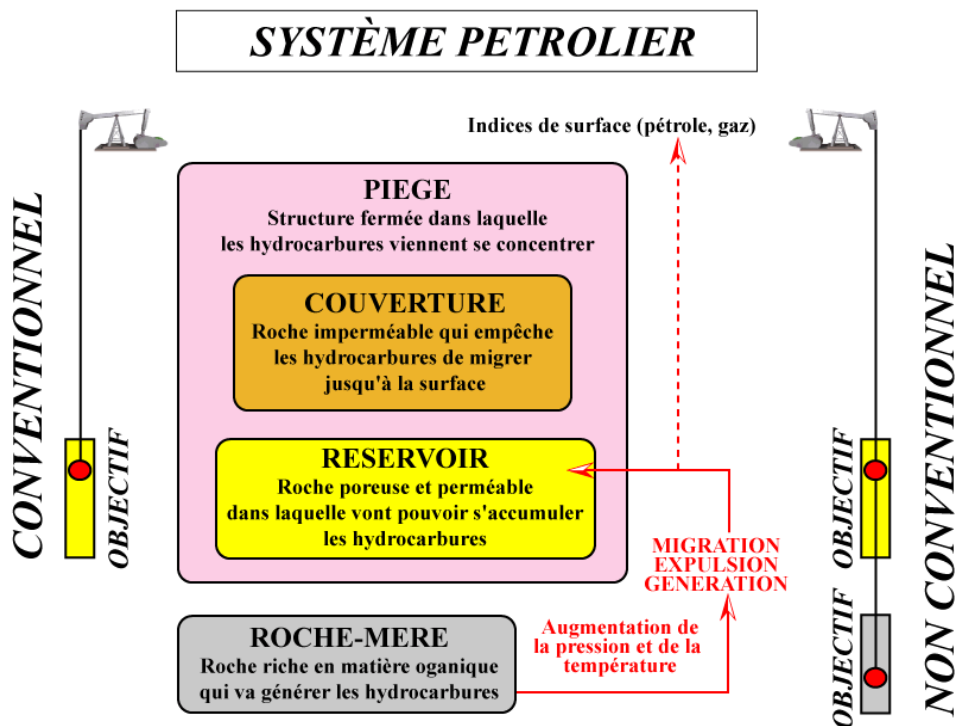 SYSTÈME PETROLIER
Indices de surface (pétrole, gaz)
CONVENTIONNEL
OBJECTIF
PIEGE
Structure fermée dans laquelle
les hydrocarbures viennent se concentrer
COUVERTURE
Roche imperméable qui empêche
les hydrocarbures de migrer
jusqu'à la surface
RESERVOIR
Roche poreuse et perméable
dans laquelle vont pouvoir s'accumuler
les hydrocarbures
MIGRATION
EXPULSION
GENERATION
ROCHE-MERE
Roche riche en matière oganique
qui va générer les hydrocarbures
Augmentation de
la pression et de la
température
OBJECTIF
OBJECTIF
NON CONVENTIONNEL